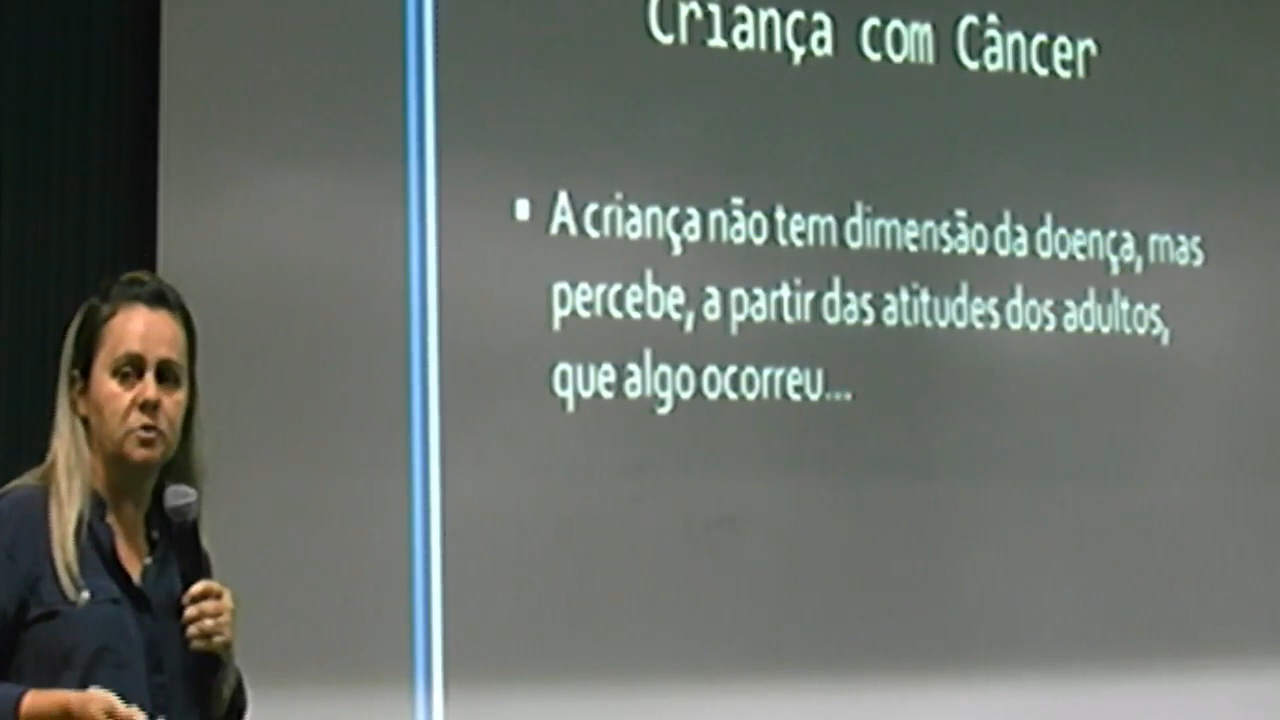 Criança com Câncer
▪ A criança não tem dimensão da doença, mas
percebe, a partir das atitudes dos adultos,
que algo ocorreu...